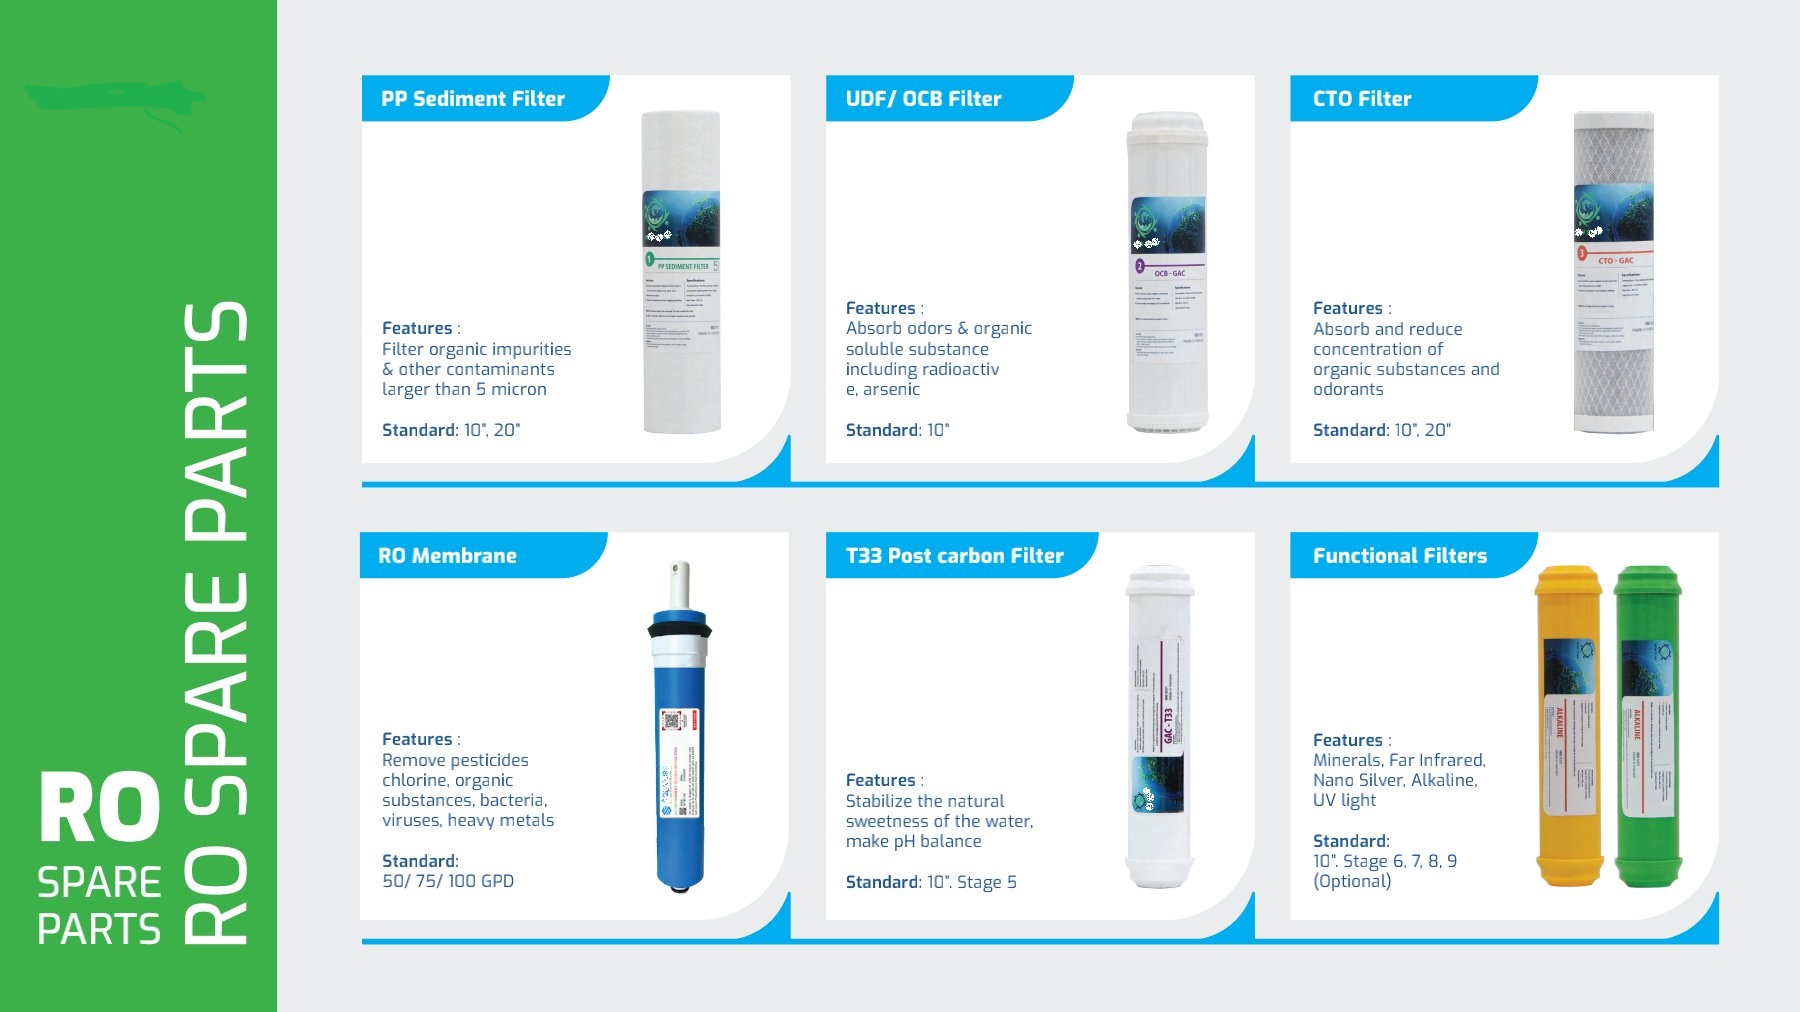 RO
SPARE
PARTS
RO SPARE PARTS
PP Sediment Filter
1
PP SEDIMENT FILTER
Features :
Filter organic impurities
& other contaminants
larger than 5 micron
Standard: 10", 20"
UDF/ OCB Filter
2
OCB - GAC
Features :
Absorb odors & organic
soluble substance
including radioactiv
e, arsenic
Standard: 10"
CTO Filter
3
CTO - GAC
Features :
Absorb and reduce
concentration of
organic substances and
odorants
Standard: 10", 20"
RO Membrane
Features :
Remove pesticides
chlorine, organic
substances, bacteria,
viruses, heavy metals
Standard:
50/ 75/ 100 GPD
T33 Post carbon Filter
GAC - T33
Features :
Stabilize the natural
sweetness of the water,
make pH balance
Standard: 10". Stage 5
Functional Filters
ALKALINE
ALKALINE
Features :
Minerals, Far Infrared,
Nano Silver, Alkaline,
UV light
Standard:
10". Stage 6, 7, 8, 9
(Optional)